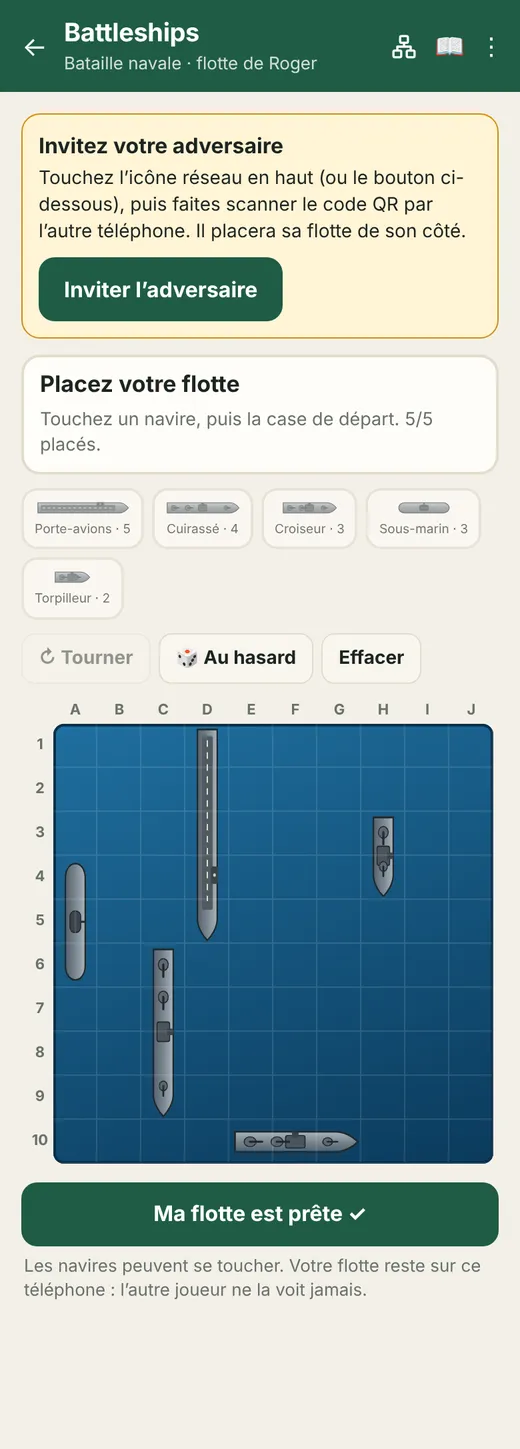 Battleships
Bataille navale · flotte de Roger
Invitez votre adversaire
Touchez l’icône réseau en haut (ou le bouton ci-
dessous), puis faites scanner le code QR par
l’autre téléphone. Il placera sa flotte de son côté.
Inviter l’adversaire
Placez votre flotte
Touchez un navire, puis la case de départ. 5/5
placés.
Porte-avions · 5 Cuirassé · 4 Croiseur · 3 Sous-marin · 3
Torpilleur · 2
↻ Tourner 🎲 Au hasard Effacer
A B C D E F G H I J
1
2
3
4
5
6
7
8
9
10
Ma flotte est prête ✓
Les navires peuvent se toucher. Votre flotte reste sur ce
téléphone : l’autre joueur ne la voit jamais.